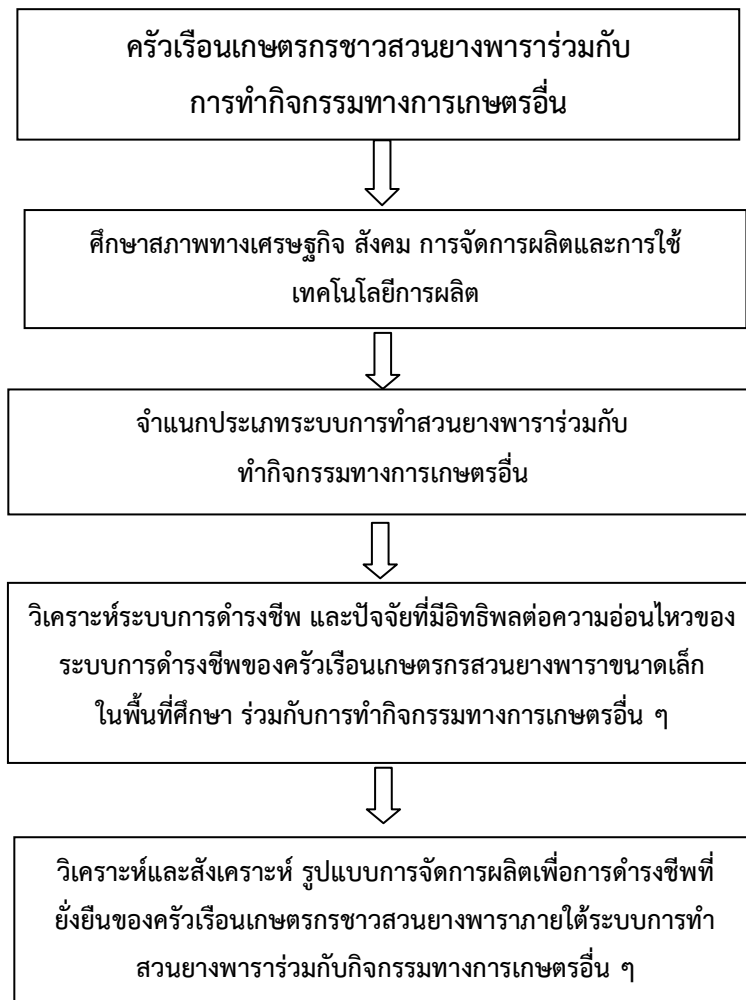 ครัวเรือนเกษตรกรชาวสวนยางพาราร่วมกับ
การทำกิจกรรมทางการเกษตรอื่น
ศึกษาสภาพทางเศรษฐกิจ สังคม การจัดการผลิตและการใช้
เทคโนโลยีการผลิต
จำแนกประเภทระบบการทำสวนยางพาราร่วมกับ
ทำกิจกรรมทางการเกษตรอื่น
วิเคราะห์ระบบการดำรงชีพ และปัจจัยที่มีอิทธิพลต่อความอ่อนไหวของ
ระบบการดำรงชีพของครัวเรือนเกษตรกรสวนยางพาราขนาดเล็ก
ในพื้นที่ศึกษา ร่วมกับการทำกิจกรรมทางการเกษตรอื่น ๆ
วิเคราะห์และสังเคราะห์ รูปแบบการจัดการผลิตเพื่อการดำรงชีพที่
ยั่งยืนของครัวเรือนเกษตรกรชาวสวนยางพาราภายใต้ระบบการทำ
สวนยางพาราร่วมกับกิจกรรมทางการเกษตรอื่น ๆ